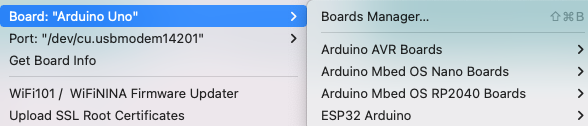 Board: "Arduino Uno"
Port: "/dev/cu.usbmodem14201"
Get Board Info
WiFi101 / WiFiNINA Firmware Updater
Upload SSL Root Certificates
Boards Manager... ⇧⌘B
Arduino AVR Boards
Arduino Mbed OS Nano Boards
Arduino Mbed OS RP2040 Boards
ESP32 Arduino